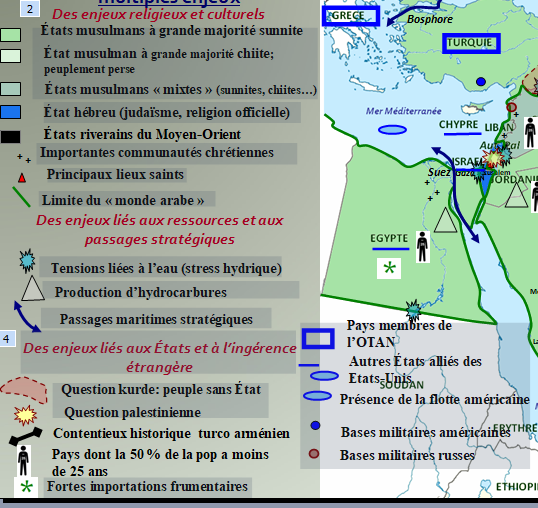 multiples enjeux
2
Des enjeux religieux et culturels
États musulmans à grande majorité sunnite
État musulman à grande majorité chiite;
peuplement perse
États musulmans « mixtes » (sunnites, chiites…)
État hébreu (judaïsme, religion officielle)
États riverains du Moyen-Orient
Importantes communautés chrétiennes
Principaux lieux saints
Limite du « monde arabe »
Des enjeux liés aux ressources et aux
passages stratégiques
Tensions liées à l'eau (stress hydrique)
Production d'hydrocarbures
Passages maritimes stratégiques
4
Des enjeux liés aux États et à l'ingérence
étrangère
Question kurde: peuple sans État
Question palestinienne
Contentieux historique turco arménien
Pays dont la 50 % de la pop a moins
de 25 ans
Fortes importations frumentaires
GRECE
Bosphore
TURQUIE
Mer Méditerranée
CHYPRE
LIBAN
ISRAEL
Suez
Gaza
JORDANIE
EGYPTE
Pays membres de
l'OTAN
Autres États alliés des
Etats Unis
SOUDAN
Présence de la flotte américaine
Bases militaires américaines
ERYTHRE
Bases militaires russes
ETHIOPI